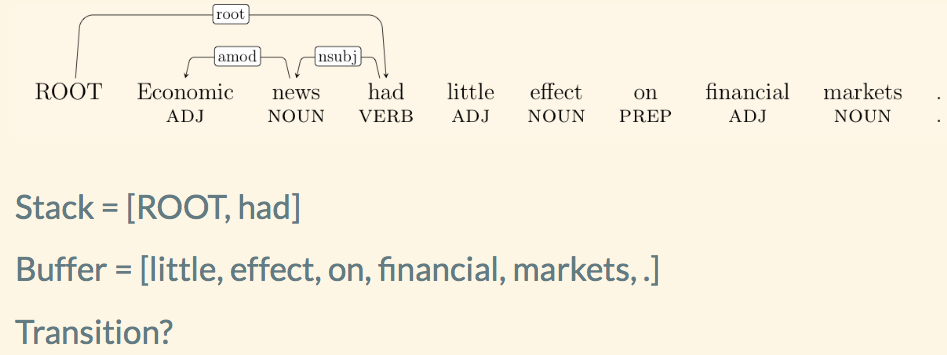 root
amod nsubj
ROOT Economic news had little effect on financial markets .
ADJ NOUN VERB ADJ NOUN PREP ADJ NOUN .
Stack = [ROOT, had]
Buffer = [little, effect, on, financial, markets, .]
Transition?